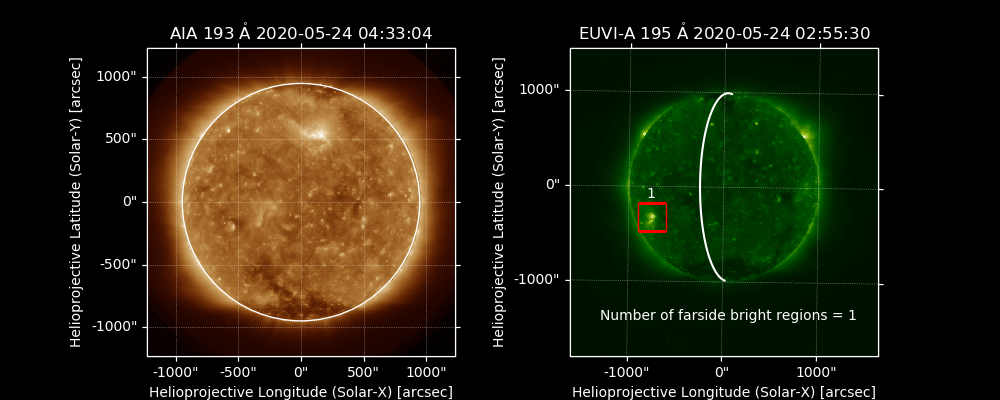 AIA 193 Å 2020-05-24 04:33:04
Helioprojective Latitude (Solar-Y) [arcsec]
1000"
500"
0"
-500"
-1000"
-1000"
-500"
0"
500"
1000"
Helioprojective Longitude (Solar-X) [arcsec]
EUVI-A 195 Å 2020-05-24 02:55:30
Helioprojective Latitude (Solar-Y) [arcsec]
1000"
0"
-1000"
1
Number of farside bright regions = 1
-1000"
0"
1000"
Helioprojective Longitude (Solar-X) [arcsec]